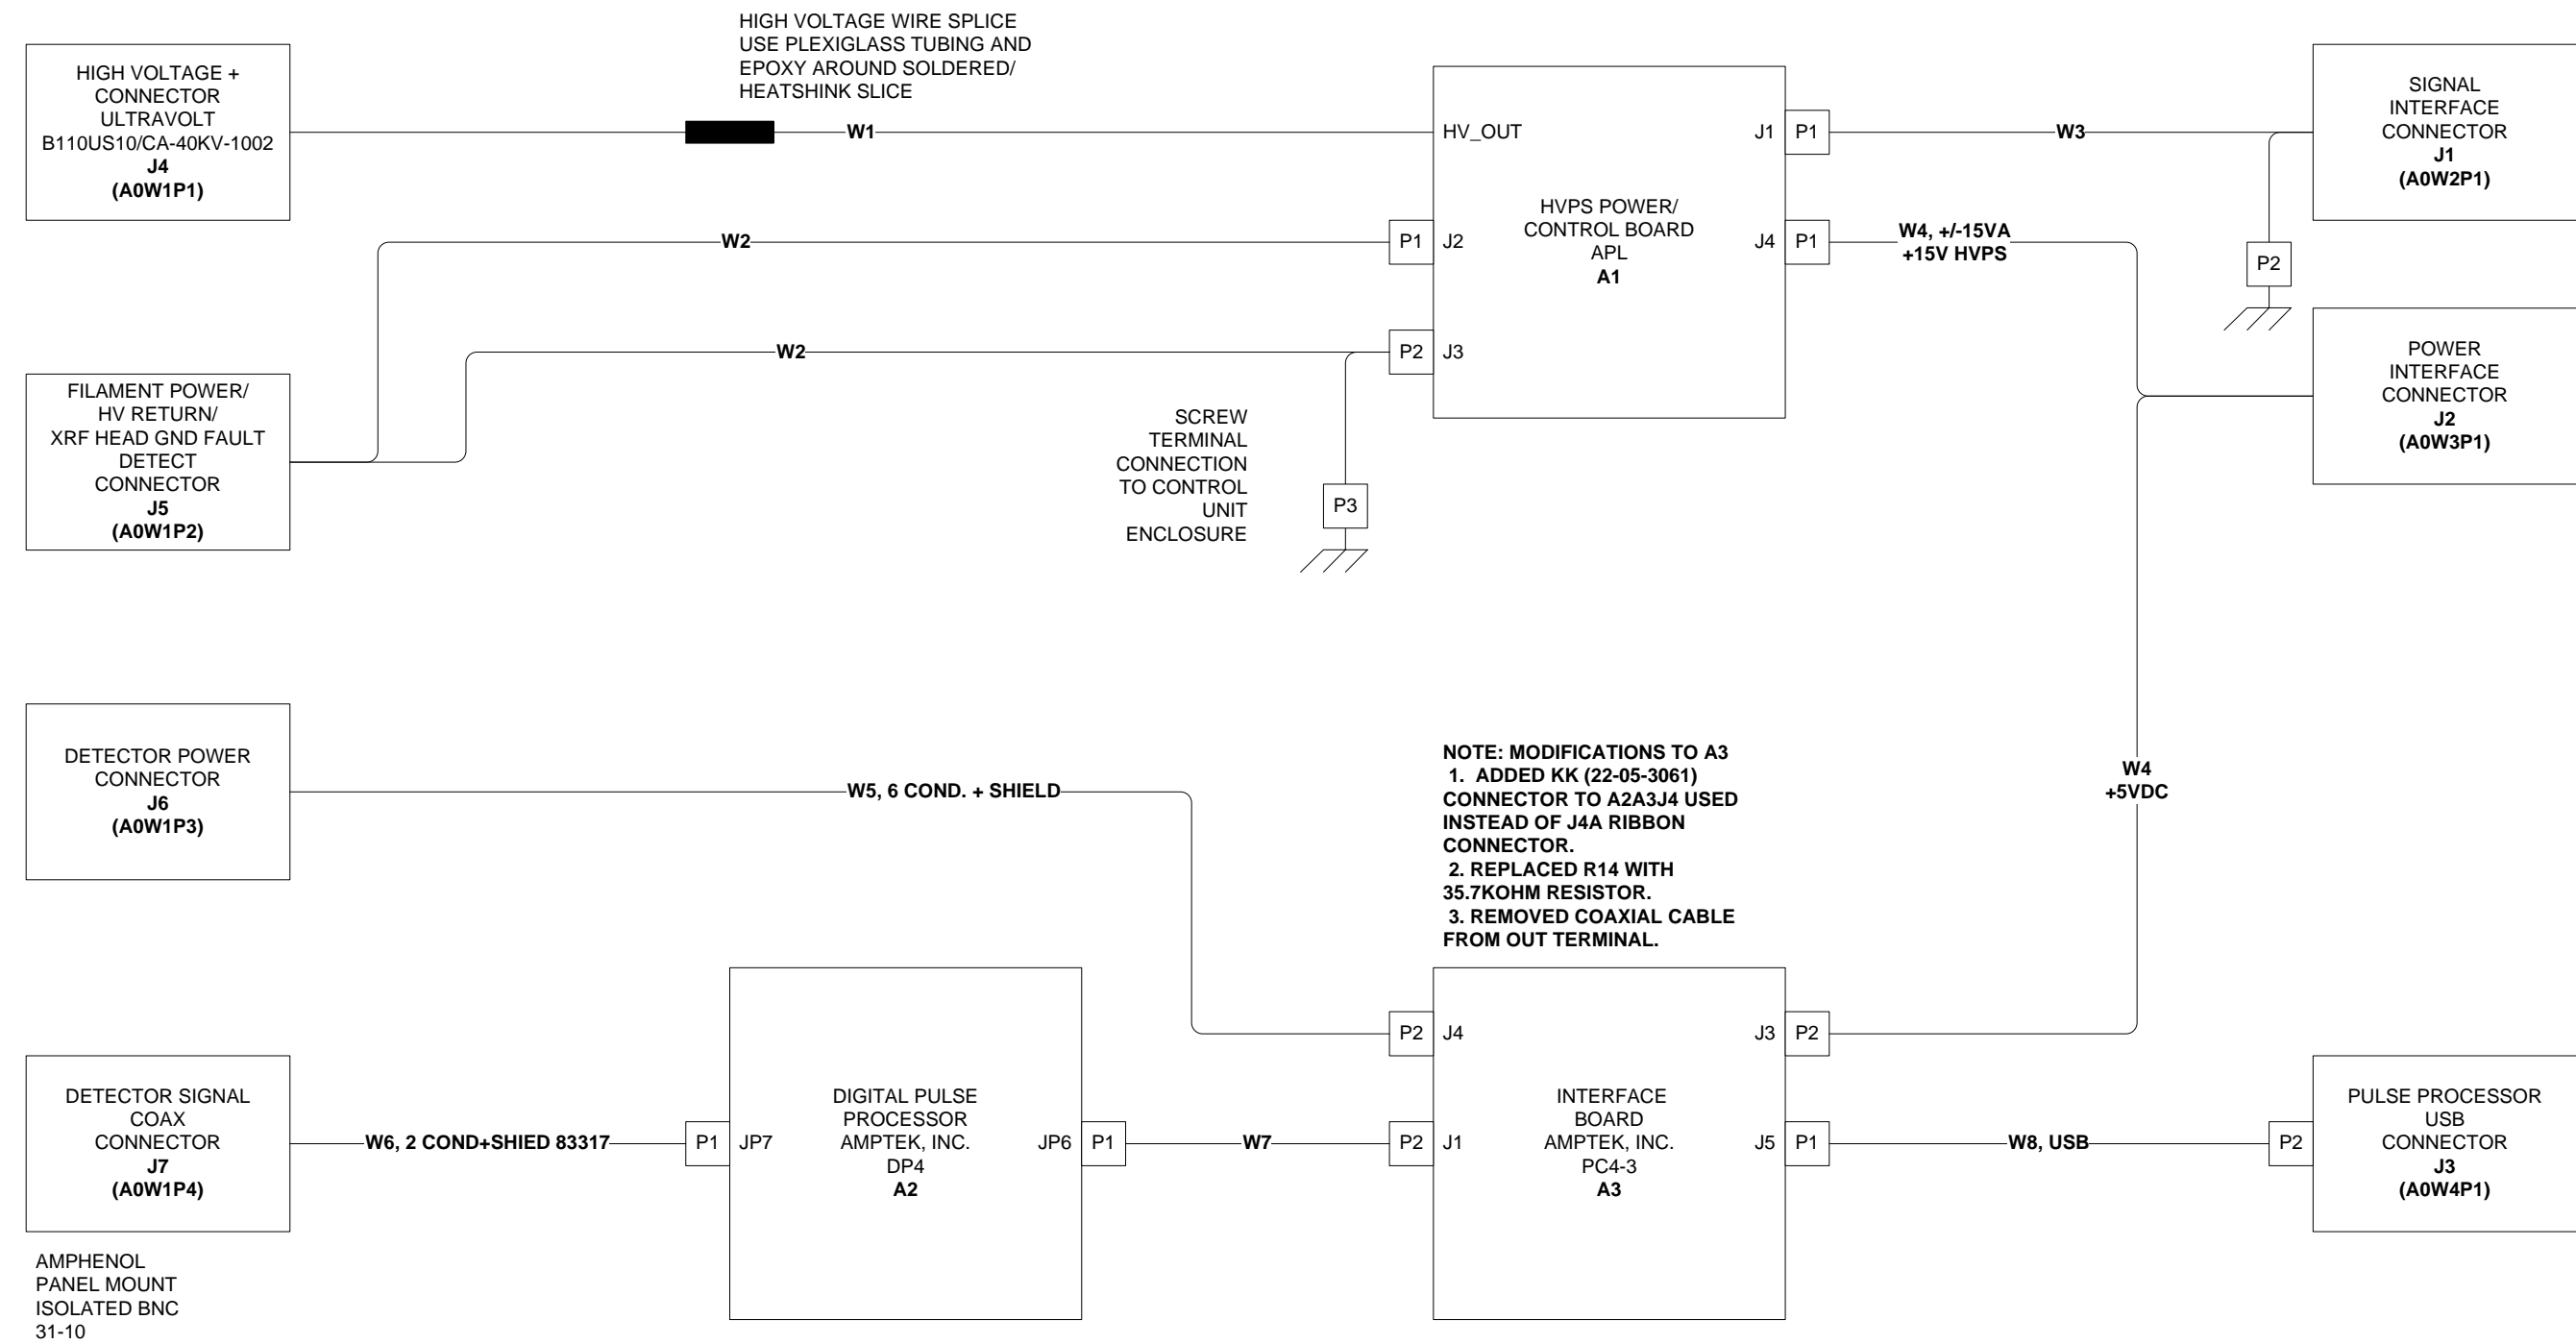 HIGH VOLTAGE WIRE SPLICE
USE PLEXIGLASS TUBING AND
EPOXY AROUND SOLDERED/
HEATSHINK SLICE
HIGH VOLTAGE +
CONNECTOR
ULTRAVOLT
B110US10/CA-40KV-1002
J4
(A0W1P1)
W1
HV_OUT
J1
P1
W3
SIGNAL
INTERFACE
CONNECTOR
J1
(A0W2P1)
W2
P1
J2
HVPS POWER/
CONTROL BOARD
APL
A1
J4
P1
W4, +/-15VA
+15V HVPS
P2
W2
P2
J3
POWER
INTERFACE
CONNECTOR
J2
(A0W3P1)
FILAMENT POWER/
HV RETURN/
XRF HEAD GND FAULT
DETECT
CONNECTOR
J5
(A0W1P2)
SCREW
TERMINAL
CONNECTION
TO CONTROL
UNIT
ENCLOSURE
P3
DETECTOR POWER
CONNECTOR
J6
(A0W1P3)
W5, 6 COND. + SHIELD
NOTE: MODIFICATIONS TO A3
1. ADDED KK (22-05-3061)
CONNECTOR TO A2A3J4 USED
INSTEAD OF J4A RIBBON
CONNECTOR.
2. REPLACED R14 WITH
35.7KOHM RESISTOR.
3. REMOVED COAXIAL CABLE
FROM OUT TERMINAL.
W4
+5VDC
P2
J4
J3
P2
DETECTOR SIGNAL
COAX
CONNECTOR
J7
(A0W1P4)
W6, 2 COND+SHIED 83317
P1
JP7
DIGITAL PULSE
PROCESSOR
AMPTEK, INC.
DP4
A2
JP6
P1
W7
P2
J1
INTERFACE
BOARD
AMPTEK, INC.
PC4-3
A3
J5
P1
W8, USB
P2
PULSE PROCESSOR
USB
CONNECTOR
J3
(A0W4P1)
AMPHENOL
PANEL MOUNT
ISOLATED BNC
31-10